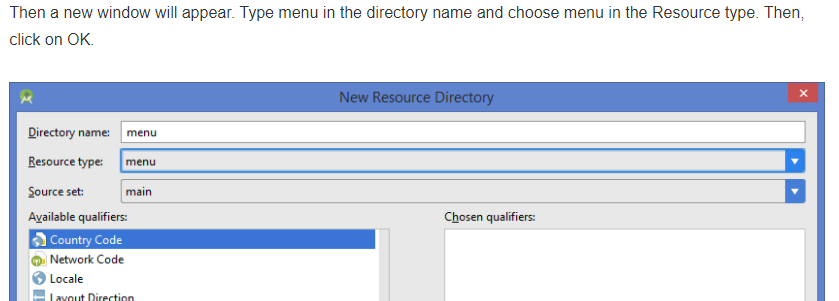 Then a new window will appear. Type menu in the directory name and choose menu in the Resource type. Then,
click on OK.
New Resource Directory
Directory name: menu
Resource type: menu
Source set: main
Available qualifiers: Chosen qualifiers:
Country Code
Network Code
Locale
Layout Direction